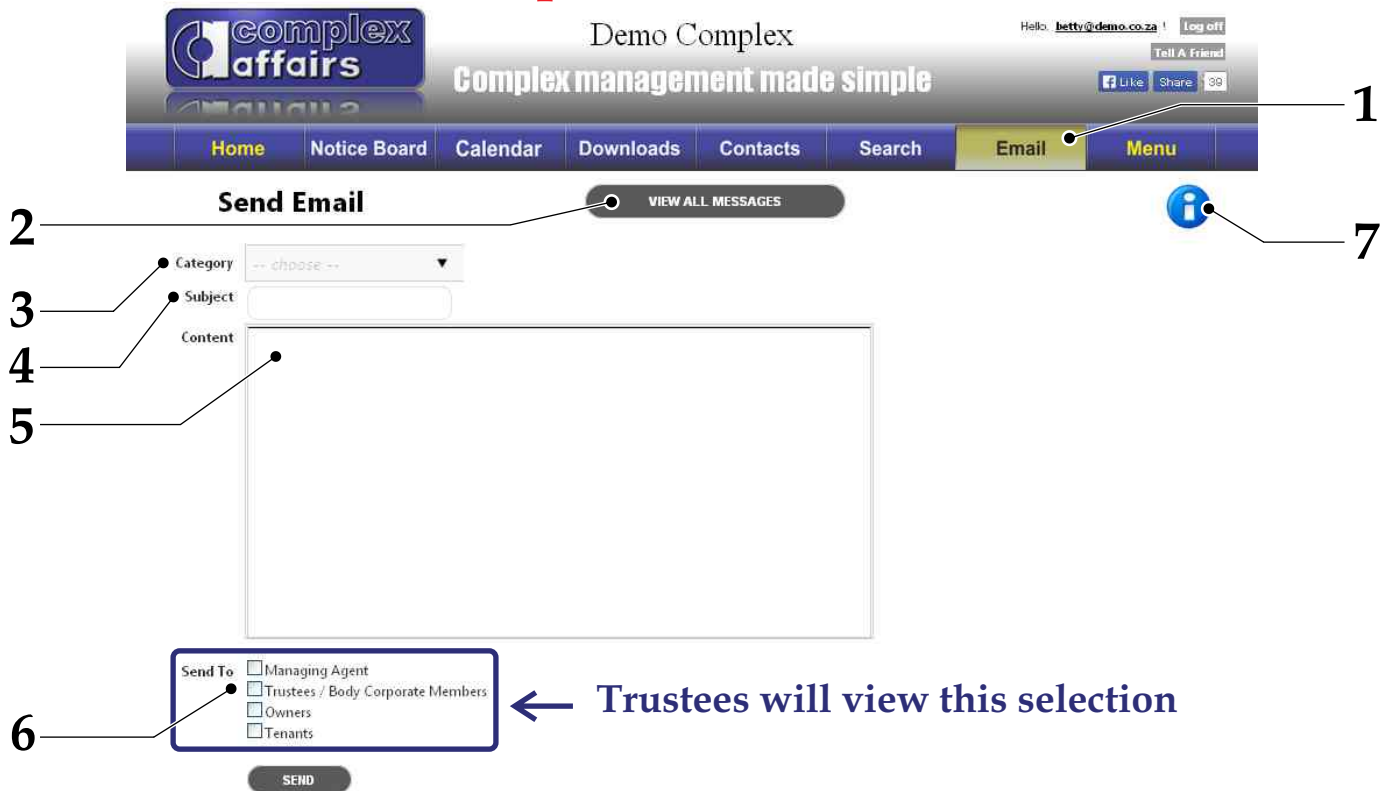 complex
affairs
Demo Complex
Complex management made simple
Hello, betty@demo.co.za !
Log off
Tell A Friend
Like
Share
39
1
Home
Notice Board
Calendar
Downloads
Contacts
Search
Email
Menu
Send Email
VIEW ALL MESSAGES
2
7
Category
-- choose --
3
Subject
4
Content
5
Send To
Managing Agent
Trustees / Body Corporate Members
Owners
Tenants
Trustees will view this selection
6
SEND